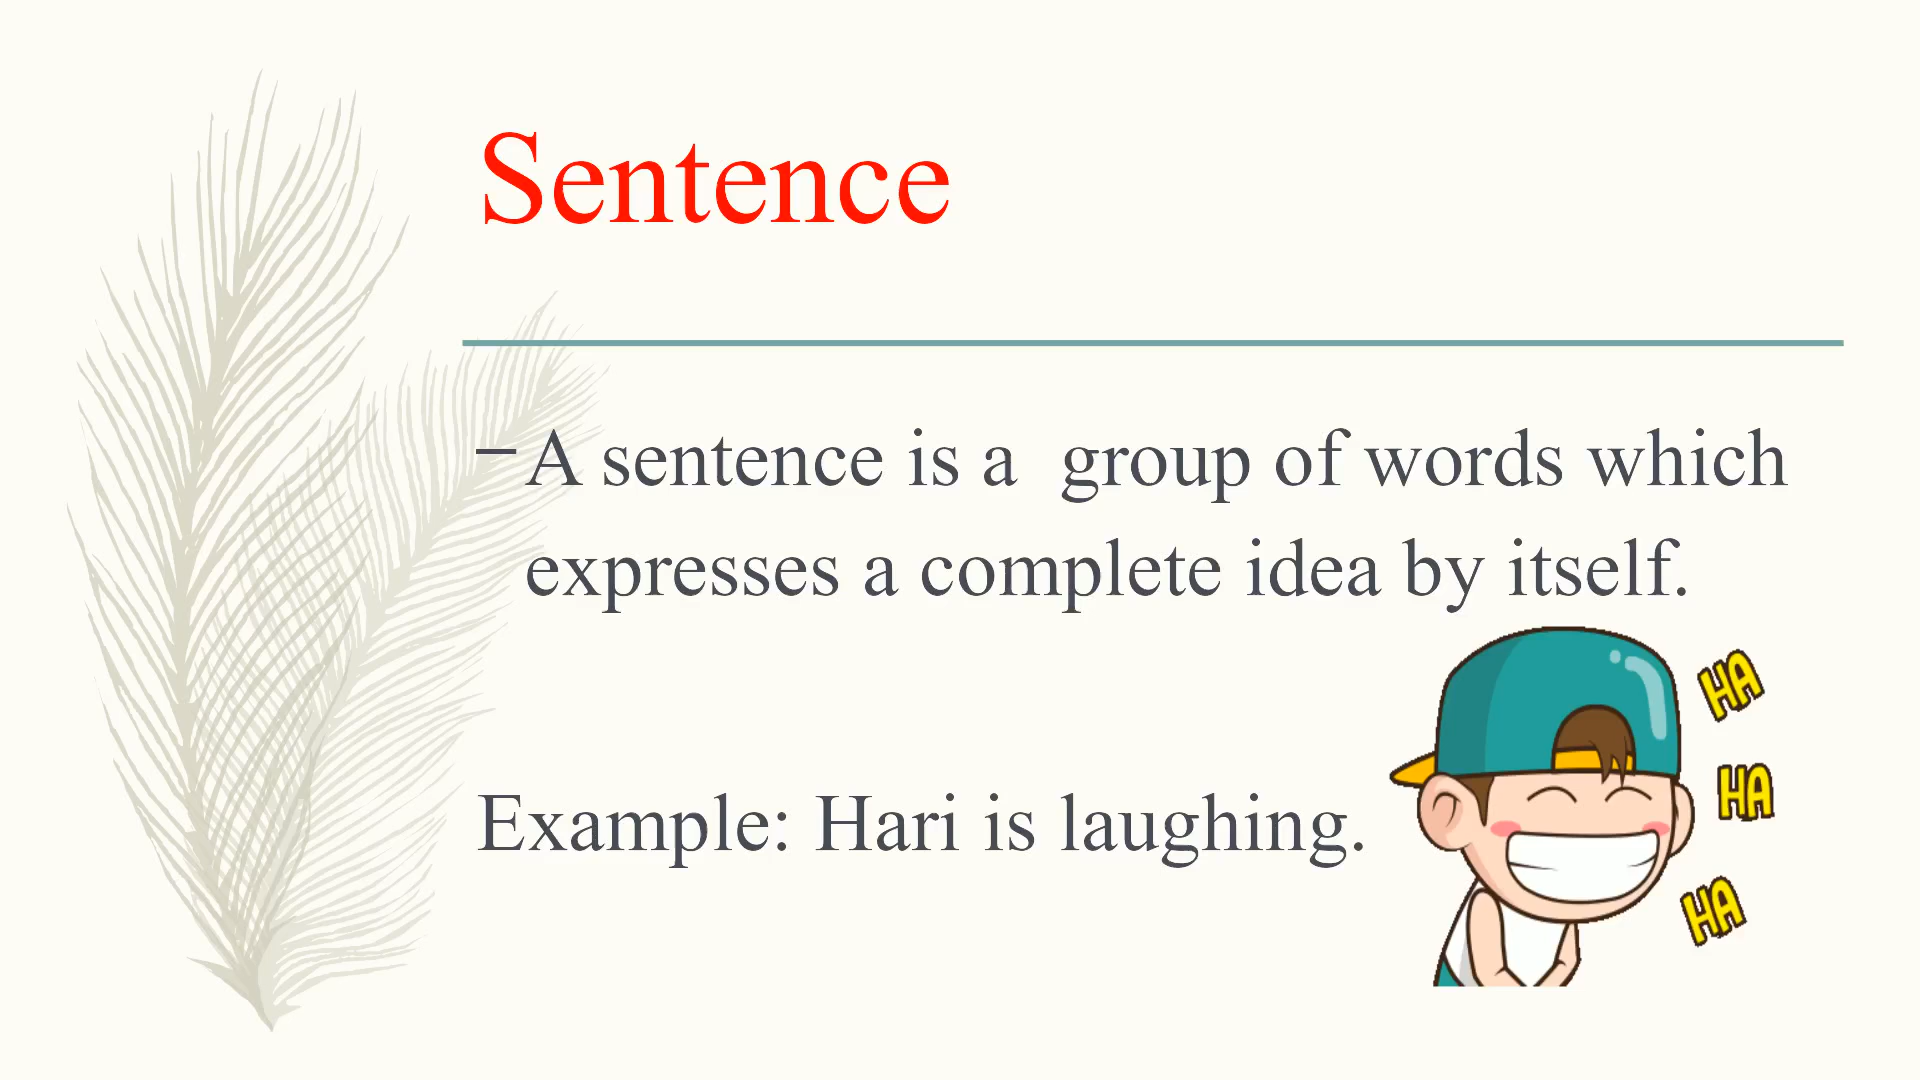 Sentence
– A sentence is a  group of words which
expresses a complete idea by itself.
Example: Hari is laughing.
HA
HA
HA